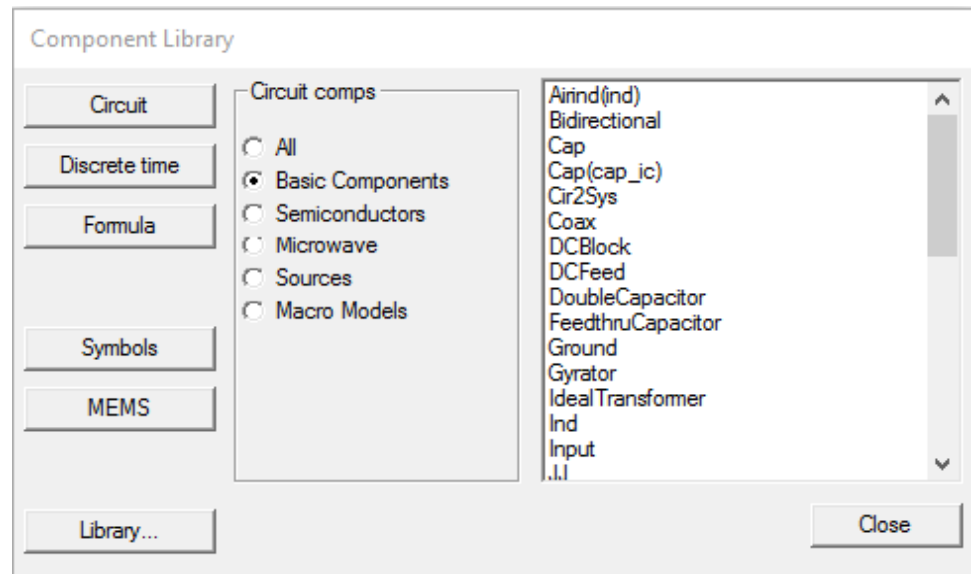 Component Library
Circuit
Discrete time
Formula
Symbols
MEMS
Library...
Circuit comps
All
Basic Components
Semiconductors
Microwave
Sources
Macro Models
Airind(ind)
Bidirectional
Cap
Cap(cap_ic)
Cir2Sys
Coax
DCBlock
DCFeed
DoubleCapacitor
FeedthruCapacitor
Ground
Gyrator
IdealTransformer
Ind
Input
Close